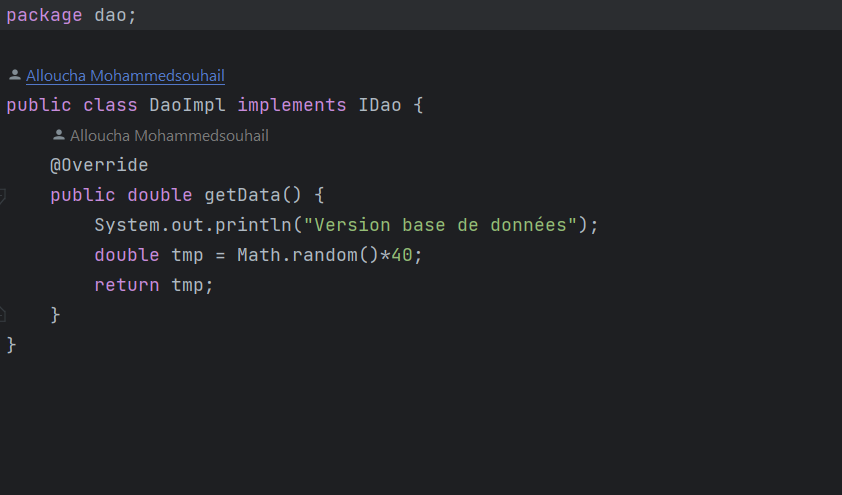 package dao;
Alloucha Mohammedsouhail
public class DaoImpl implements IDao {
Alloucha Mohammedsouhail
@Override
public double getData() {
System.out.println("Version base de données");
double tmp = Math.random()*40;
return tmp;
}
}